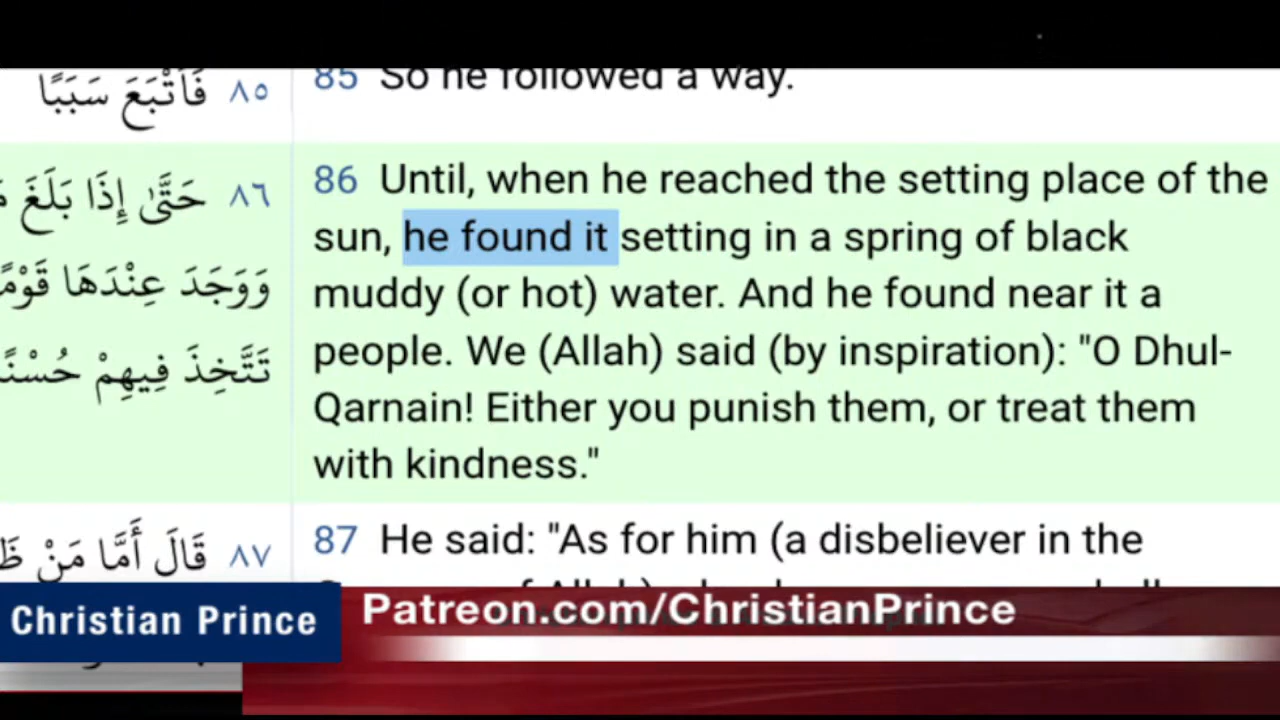 فَأَتْبَعَ سَبَبًا ٨٥
85 So he followed a way.
حَتَّىٰ إِذَا بَلَغَ ٨٦
وَوَجَدَ عِنْدَهَا قَوْمًا
تَتَّخِذَ فِيهِمْ حُسْنًا
86 Until, when he reached the setting place of the
sun, he found it setting in a spring of black
muddy (or hot) water. And he found near it a
people. We (Allah) said (by inspiration): "O Dhul-
Qarnain! Either you punish them, or treat them
with kindness."
قَالَ أَمَّا مَنْ ٨٧
87 He said: "As for him (a disbeliever in the
Christian Prince
Patreon.com/ChristianPrince